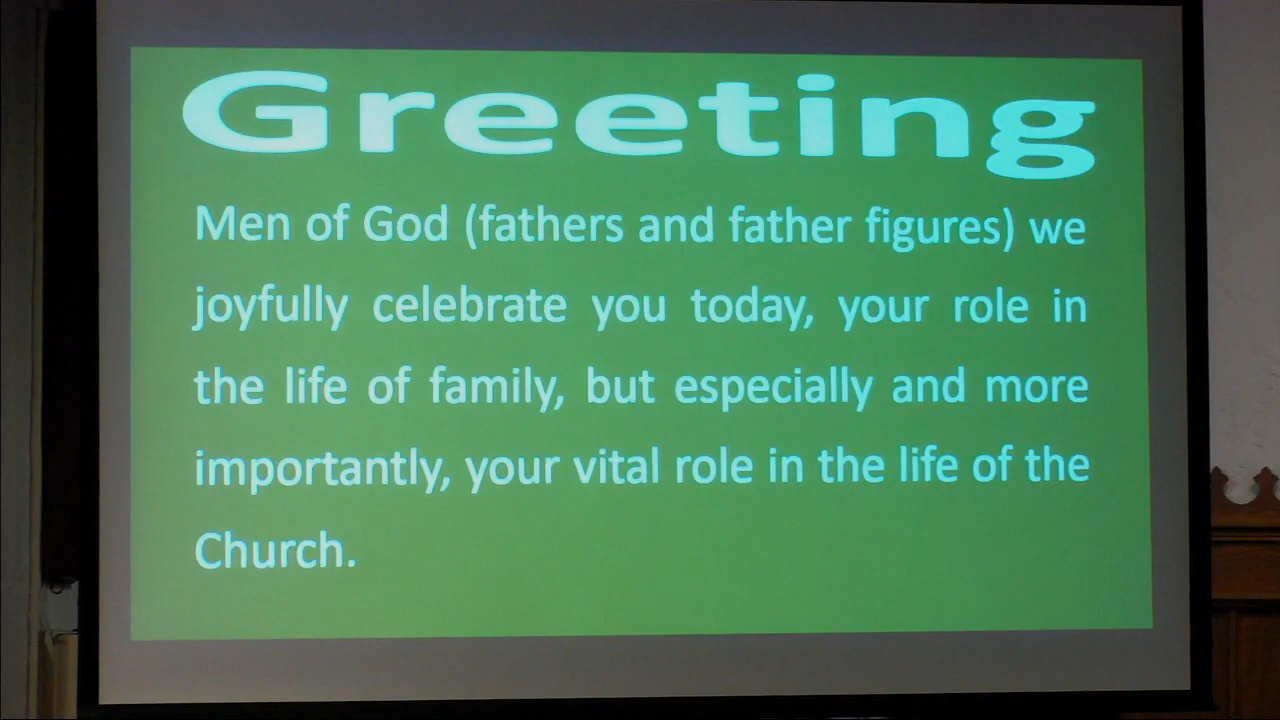 Greeting
Men of God (fathers and father figures) we
joyfully celebrate you today, your role in
the life of family, but especially and more
importantly, your vital role in the life of the
Church.